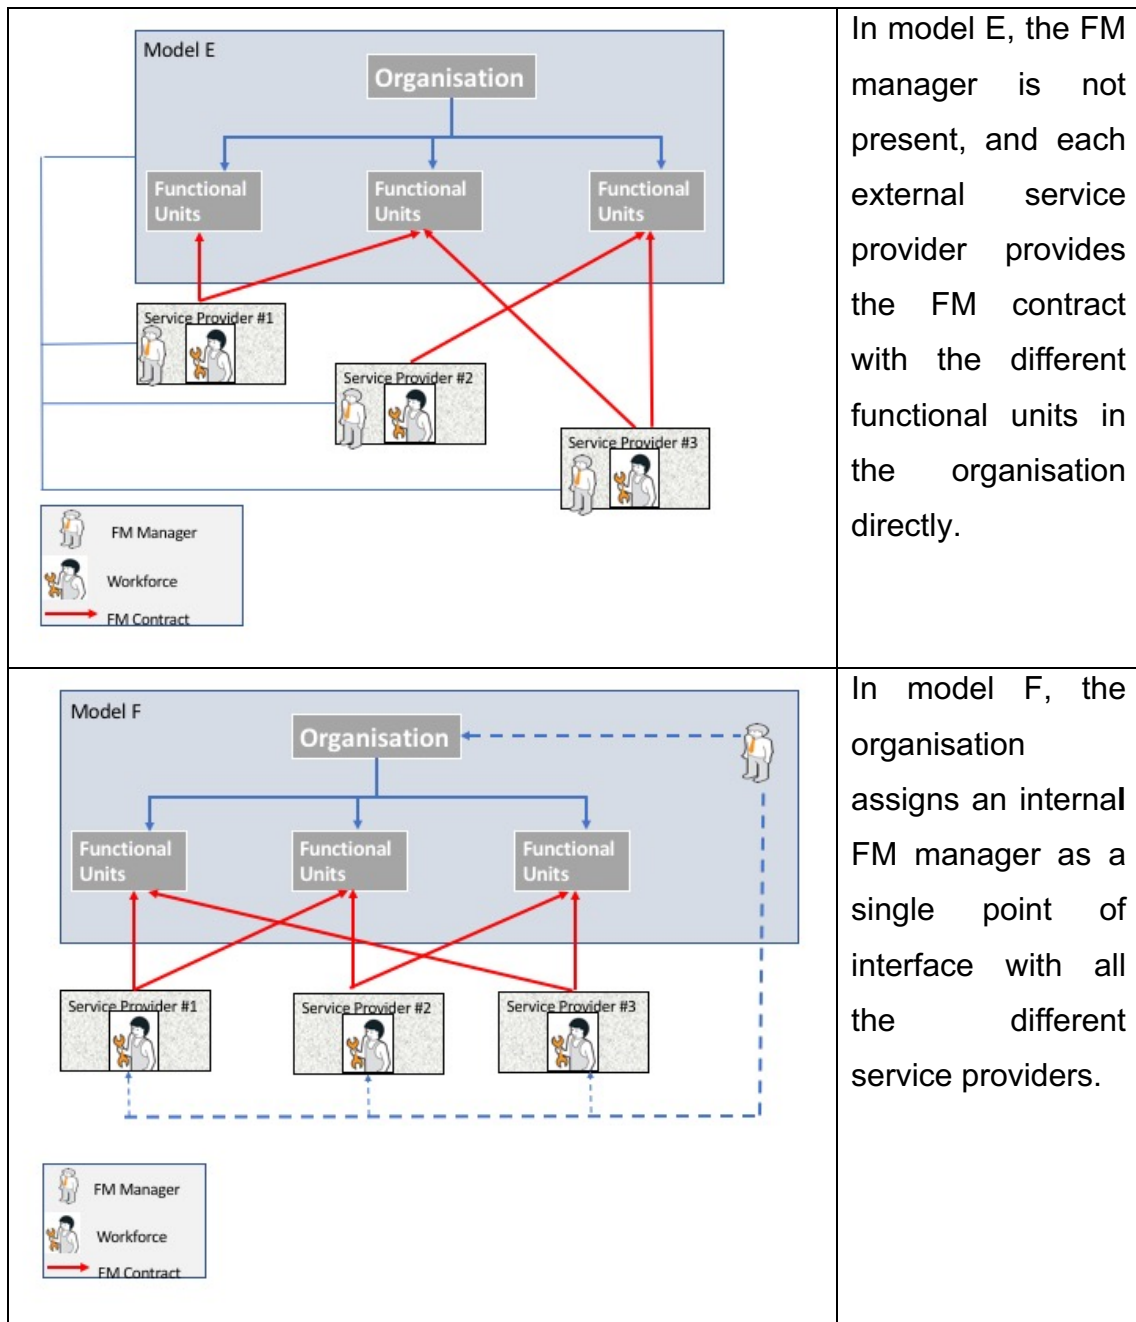 Model E
Organisation
Functional
Units
Functional
Units
Functional
Units
Service Provider #1
Service Provider #2
Service Provider #3
FM Manager
Workforce
FM Contract
In model E, the FM
manager is not
present, and each
external service
provider provides
the FM contract
with the different
functional units in
the organisation
directly.
Model F
Organisation
Functional
Units
Functional
Units
Functional
Units
Service Provider #1
Service Provider #2
Service Provider #3
FM Manager
Workforce
FM Contract
In model F, the
organisation
assigns an internal
FM manager as a
single point of
interface with all
the different
service providers.